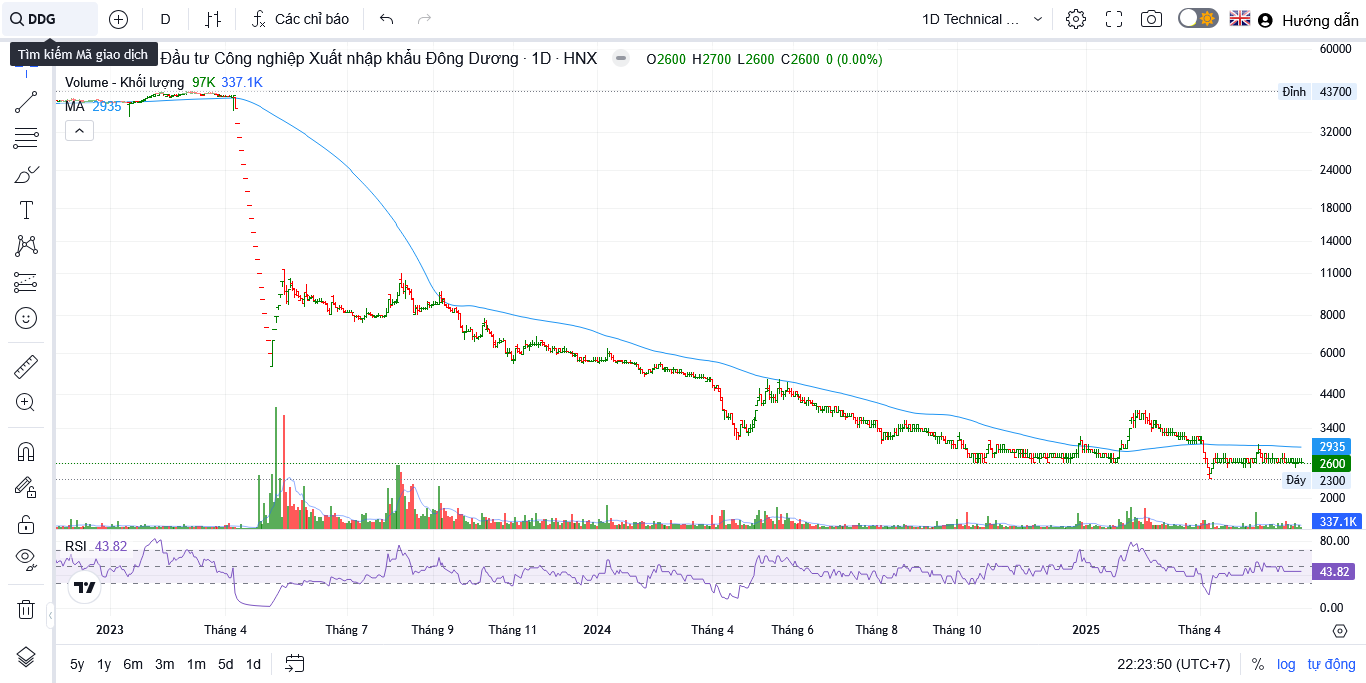 DDG D Các chỉ báo 1D Technical ... Hướng dẫn
Tìm kiếm Mã giao dịch
Đầu tư Công nghiệp Xuất nhập khẩu Đông Dương · 1D · HNX O2600 H2700 L2600 C2600 0 (0.00%)
Volume - Khối lượng 97K 337.1K
MA 2935
60000
Đỉnh 43700
32000
24000
18000
14000
11000
8000
6000
4400
3400
2935
2600
Đáy 2300
2000
337.1K
RSI 43.82
80.00
43.82
0.00
2023 Tháng 4 Tháng 7 Tháng 9 Tháng 11 2024 Tháng 4 Tháng 6 Tháng 8 Tháng 10 2025 Tháng 4
5y 1y 6m 3m 1m 5d 1d 22:23:50 (UTC+7) % log tự động